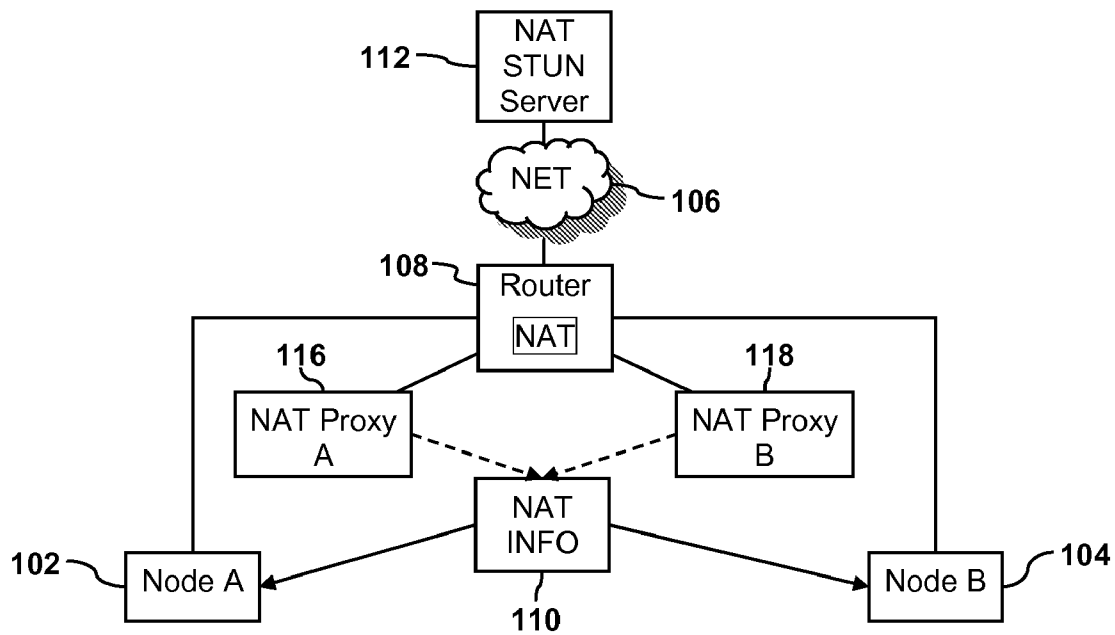 NAT
112
STUN
Server
NET
106
108
Router
NAT
116
118
NAT Proxy
A
NAT Proxy
B
NAT
INFO
102
Node A
Node B
104
110